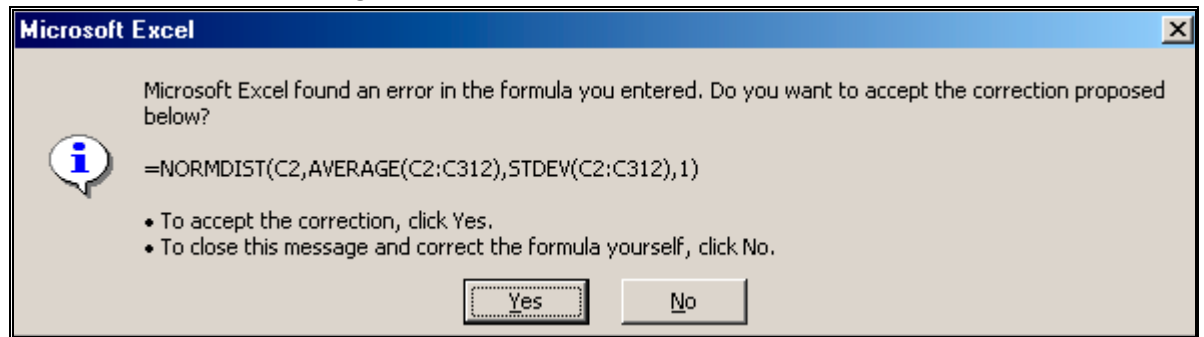 Microsoft Excel
Microsoft Excel found an error in the formula you entered. Do you want to accept the correction proposed
below?
=NORMDIST(C2,AVERAGE(C2:C312),STDEV(C2:C312),1)
• To accept the correction, click Yes.
• To close this message and correct the formula yourself, click No.
Yes No